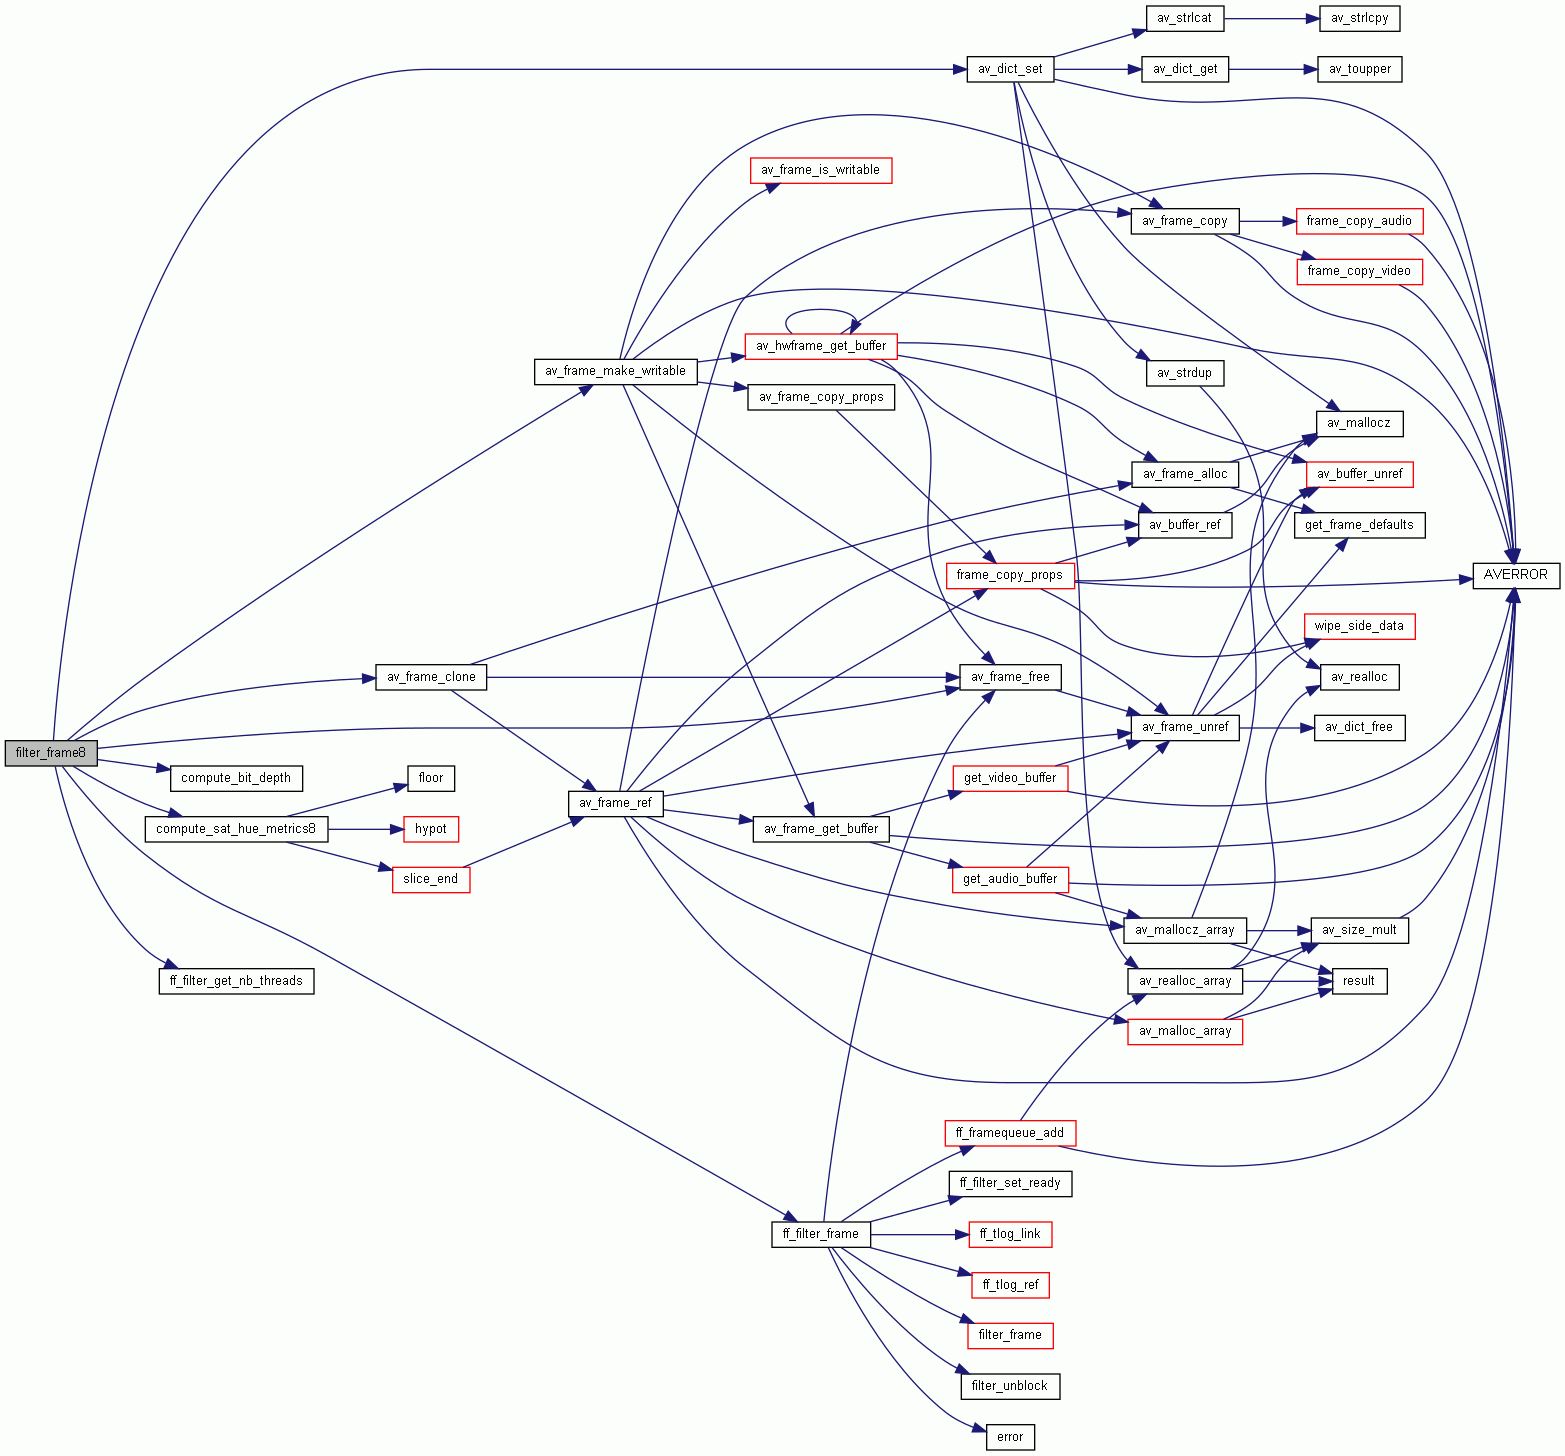 av_strlcat
av_strlcpy
av_dict_set
av_dict_get
av_toupper
av_frame_is_writable
av_frame_copy
frame_copy_audio
frame_copy_video
av_hwframe_get_buffer
av_frame_make_writable
av_strdup
av_frame_copy_props
av_mallocz
av_frame_alloc
av_buffer_unref
av_buffer_ref
get_frame_defaults
frame_copy_props
AVERROR
wipe_side_data
av_frame_clone
av_frame_free
av_realloc
av_frame_unref
av_dict_free
filter_frame8
compute_bit_depth
floor
get_video_buffer
av_frame_ref
compute_sat_hue_metrics8
hypot
av_frame_get_buffer
slice_end
get_audio_buffer
av_mallocz_array
av_size_mult
ff_filter_get_nb_threads
av_realloc_array
result
av_malloc_array
ff_framequeue_add
ff_filter_set_ready
ff_filter_frame
ff_tlog_link
ff_tlog_ref
filter_frame
filter_unblock
error